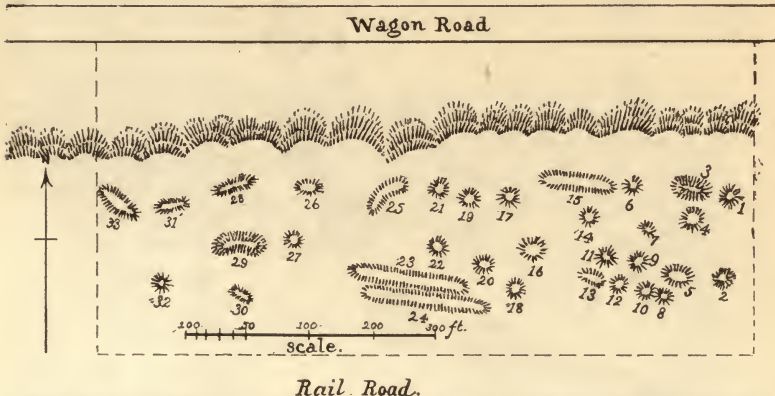 Wagon Road
N
3
1
33 31 28 26 25 21 19 17 15 6 4
14 7
29 27 22 23 20 16 11 9
32 30 24 18 13 12 10 8 5 2
100 50 100 200 300 ft.
scale.
Rail Road.